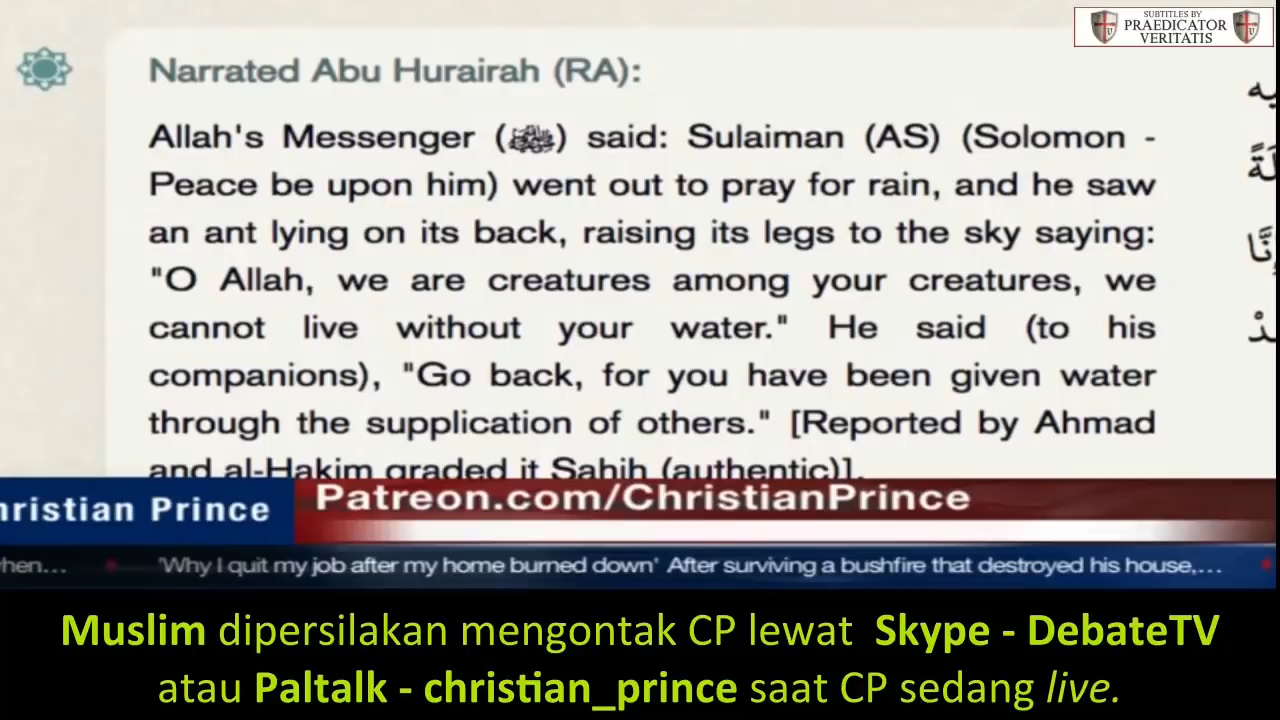 SUBTITLES BY
PRAEDICATOR
VERITATIS
Narrated Abu Hurairah (RA):
Allah's Messenger (ﷺ) said: Sulaiman (AS) (Solomon -
Peace be upon him) went out to pray for rain, and he saw
an ant lying on its back, raising its legs to the sky saying:
"O Allah, we are creatures among your creatures, we
cannot live without your water." He said (to his
companions), "Go back, for you have been given water
through the supplication of others." [Reported by Ahmad
and al-Hakim graded it Sahih (authentic)].
hristian Prince
Patreon.com/ChristianPrince
when... • 'Why I quit my job after my home burned down' After surviving a bushfire that destroyed his house,...
Muslim dipersilakan mengontak CP lewat Skype - DebateTV
atau Paltalk - christian_prince saat CP sedang live.